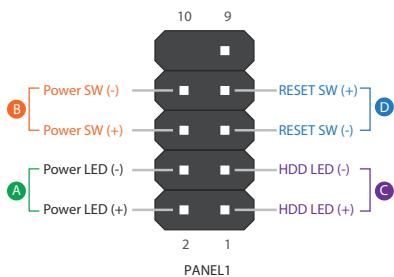 10 9
Power SW (-) RESET SW (+)
B D
Power SW (+) RESET SW (-)
Power LED (-) HDD LED (-)
A C
Power LED (+) HDD LED (+)
2 1
PANEL1